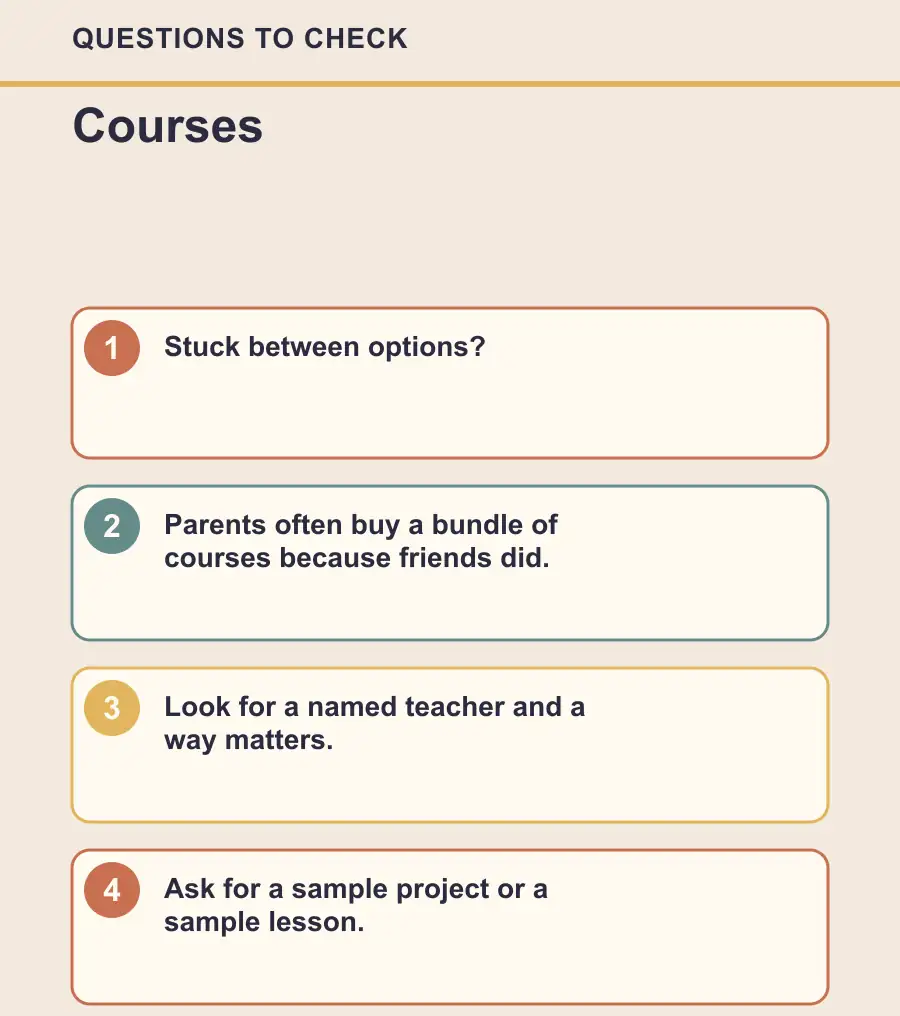 QUESTIONS TO CHECK
Courses
1
Stuck between options?
2
Parents often buy a bundle of
courses because friends did.
3
Look for a named teacher and a
way matters.
4
Ask for a sample project or a
sample lesson.